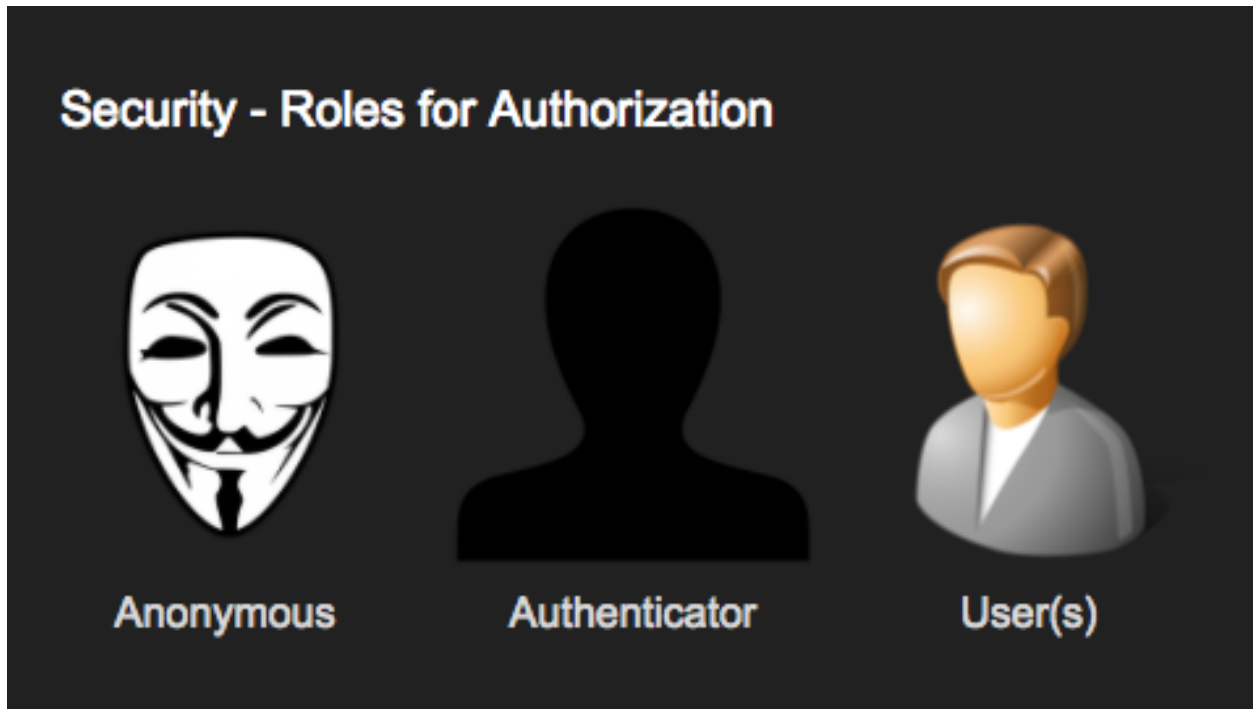 Security - Roles for Authorization
Anonymous
Authenticator
User(s)